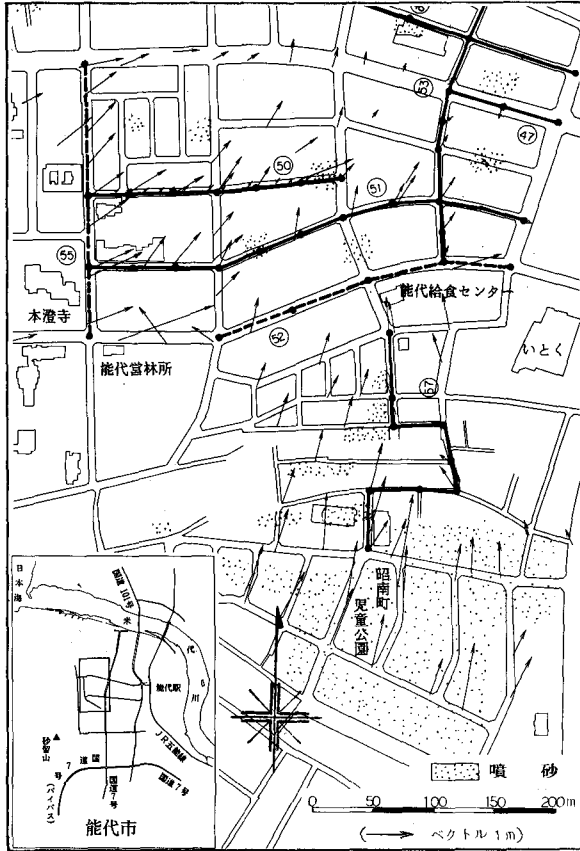 53
47
50
51
55
本澄寺
能代給食センター
52
能代営林所
いとく
57
昭南町
児童公園
日本海
国道101号
米
代
川
能代駅
JR五能線
砂留山
国道7号
(バイパス)
国道7号
国道7号
能代市
噴 砂
0 50 100 150 200m
(→ ベクトル1m)